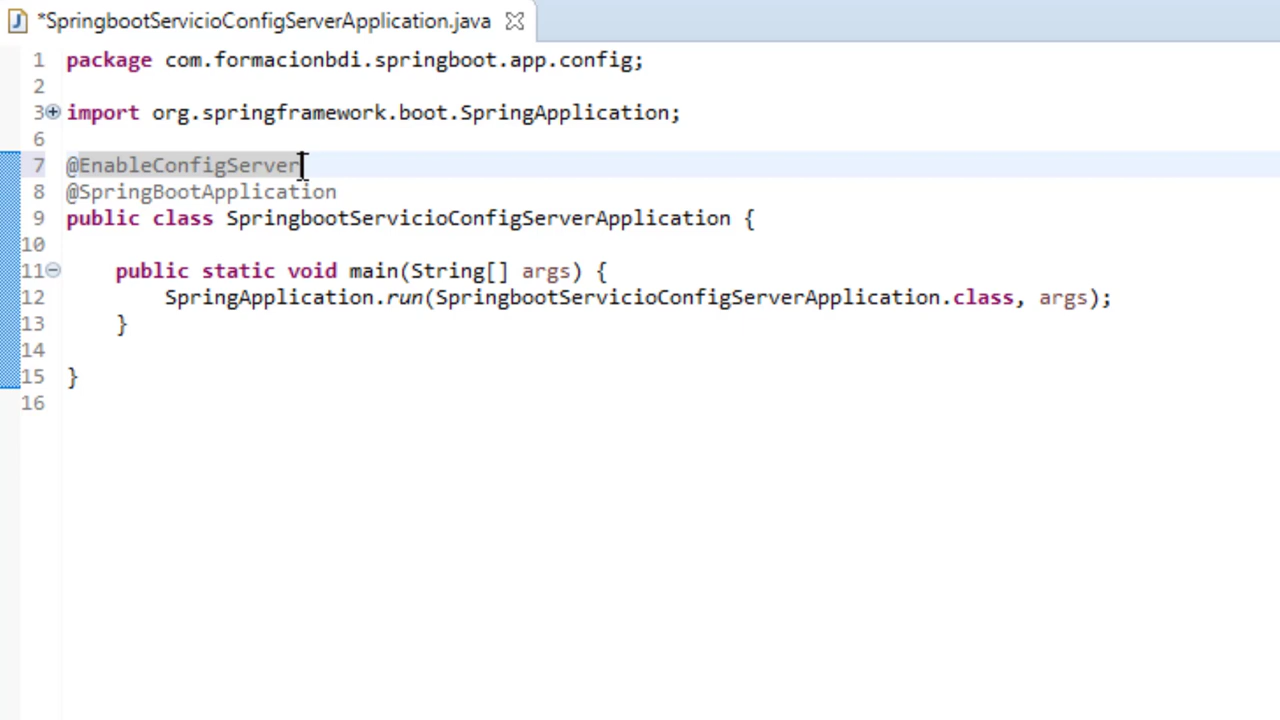 *SpringbootServicioConfigServerApplication.java
1 package com.formacionbdi.springboot.app.config;
2
3 import org.springframework.boot.SpringApplication;
6
7 @EnableConfigServer
8 @SpringBootApplication
9 public class SpringbootServicioConfigServerApplication {
10
11 public static void main(String[] args) {
12 SpringApplication.run(SpringbootServicioConfigServerApplication.class, args);
13 }
14
15 }
16